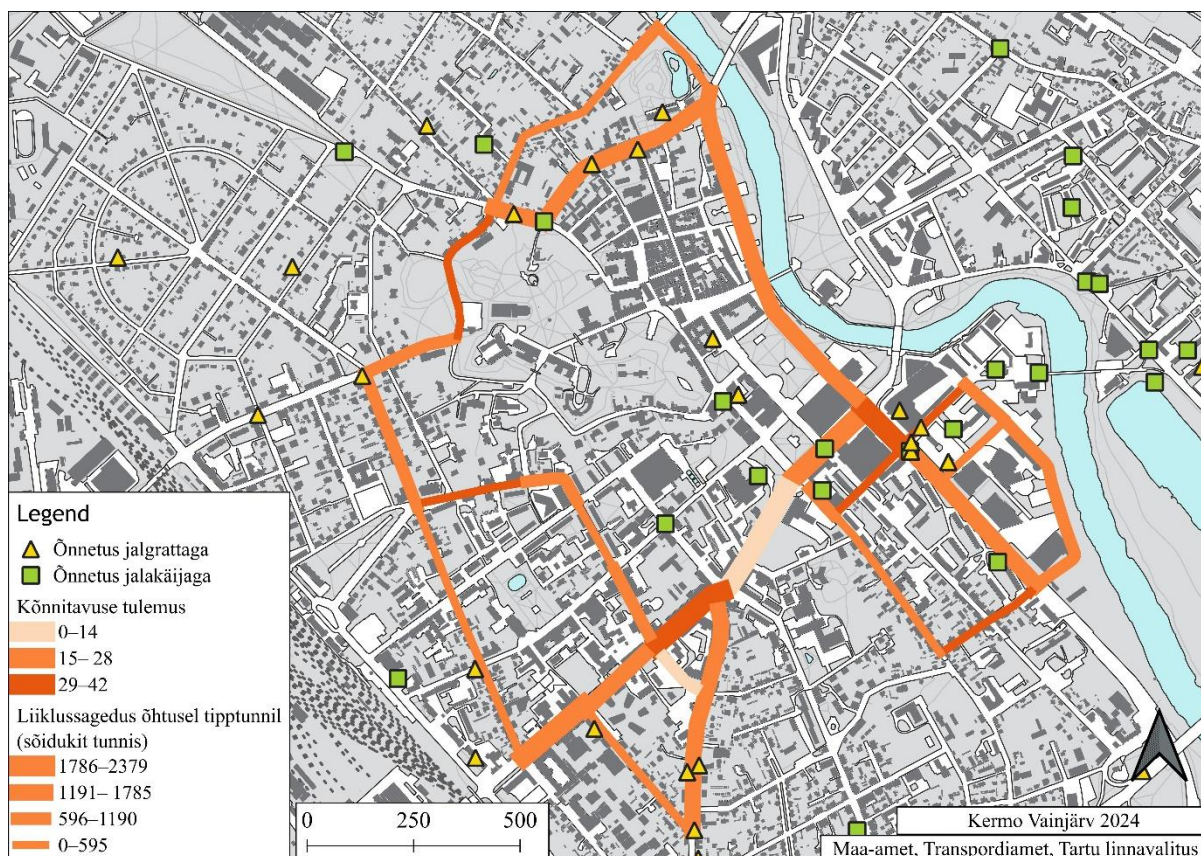 Legend
Õnnetus jalgrattaga
Õnnetus jalakäijaga
Kõnnitavuse tulemus
0–14
15– 28
29–42
Liiklussagedus õhtusel tipptunnil
(sõidukit tunnis)
1786–2379
1191– 1785
596–1190
0–595
0 250 500
Kermo Vainjärv 2024
Maa-amet, Transpordiamet, Tartu linnavalitus